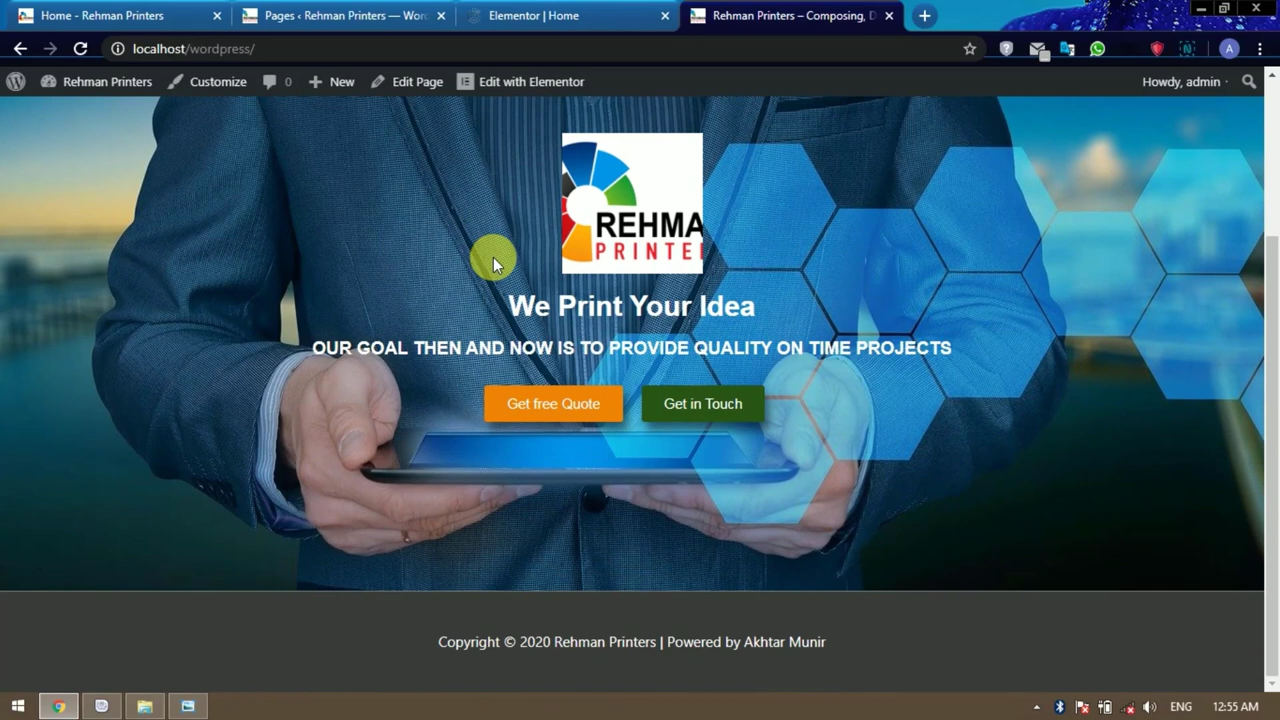 Home - Rehman Printers
Pages ‹ Rehman Printers — Worc
Elementor | Home
Rehman Printers – Composing, D
localhost/wordpress/
A
Rehman Printers
Customize
0
New
Edit Page
Edit with Elementor
Howdy, admin
REHMA
PRINTE
We Print Your Idea
OUR GOAL THEN AND NOW IS TO PROVIDE QUALITY ON TIME PROJECTS
Get free Quote
Get in Touch
Copyright © 2020 Rehman Printers | Powered by Akhtar Munir
ENG
12:55 AM